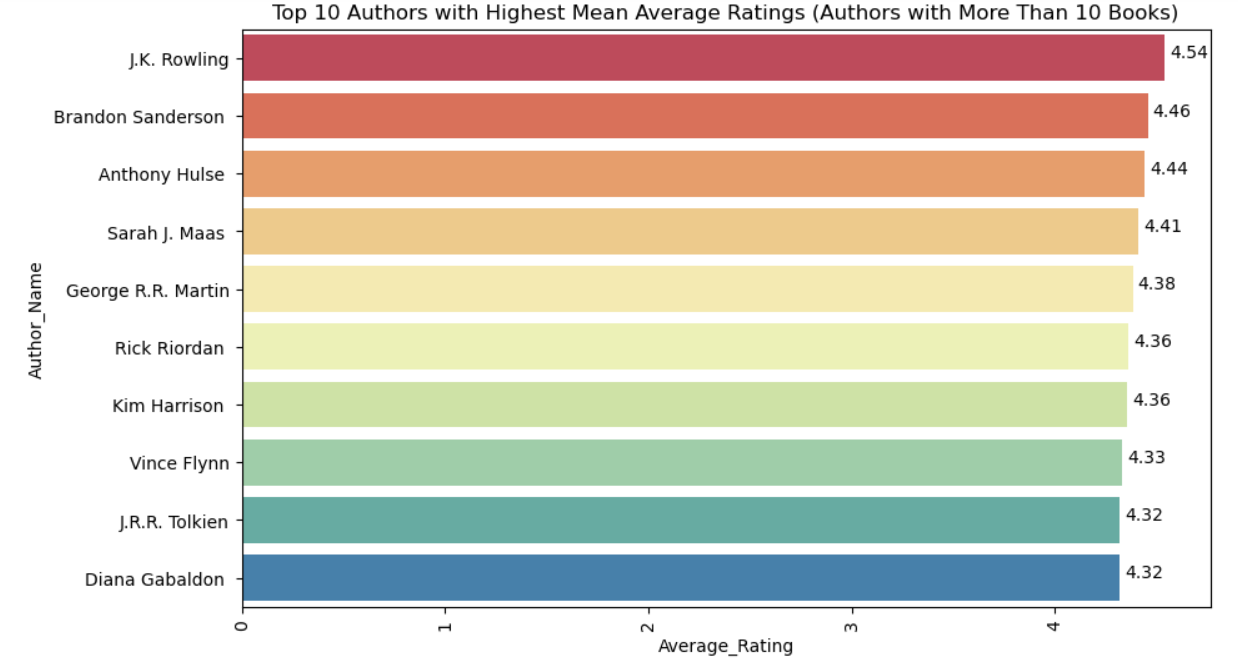 Top 10 Authors with Highest Mean Average Ratings (Authors with More Than 10 Books)
J.K. Rowling 4.54
Brandon Sanderson 4.46
Anthony Hulse 4.44
Sarah J. Maas 4.41
George R.R. Martin 4.38
Rick Riordan 4.36
Kim Harrison 4.36
Vince Flynn 4.33
J.R.R. Tolkien 4.32
Diana Gabaldon 4.32
Author_Name
0 1 2 3 4
Average_Rating